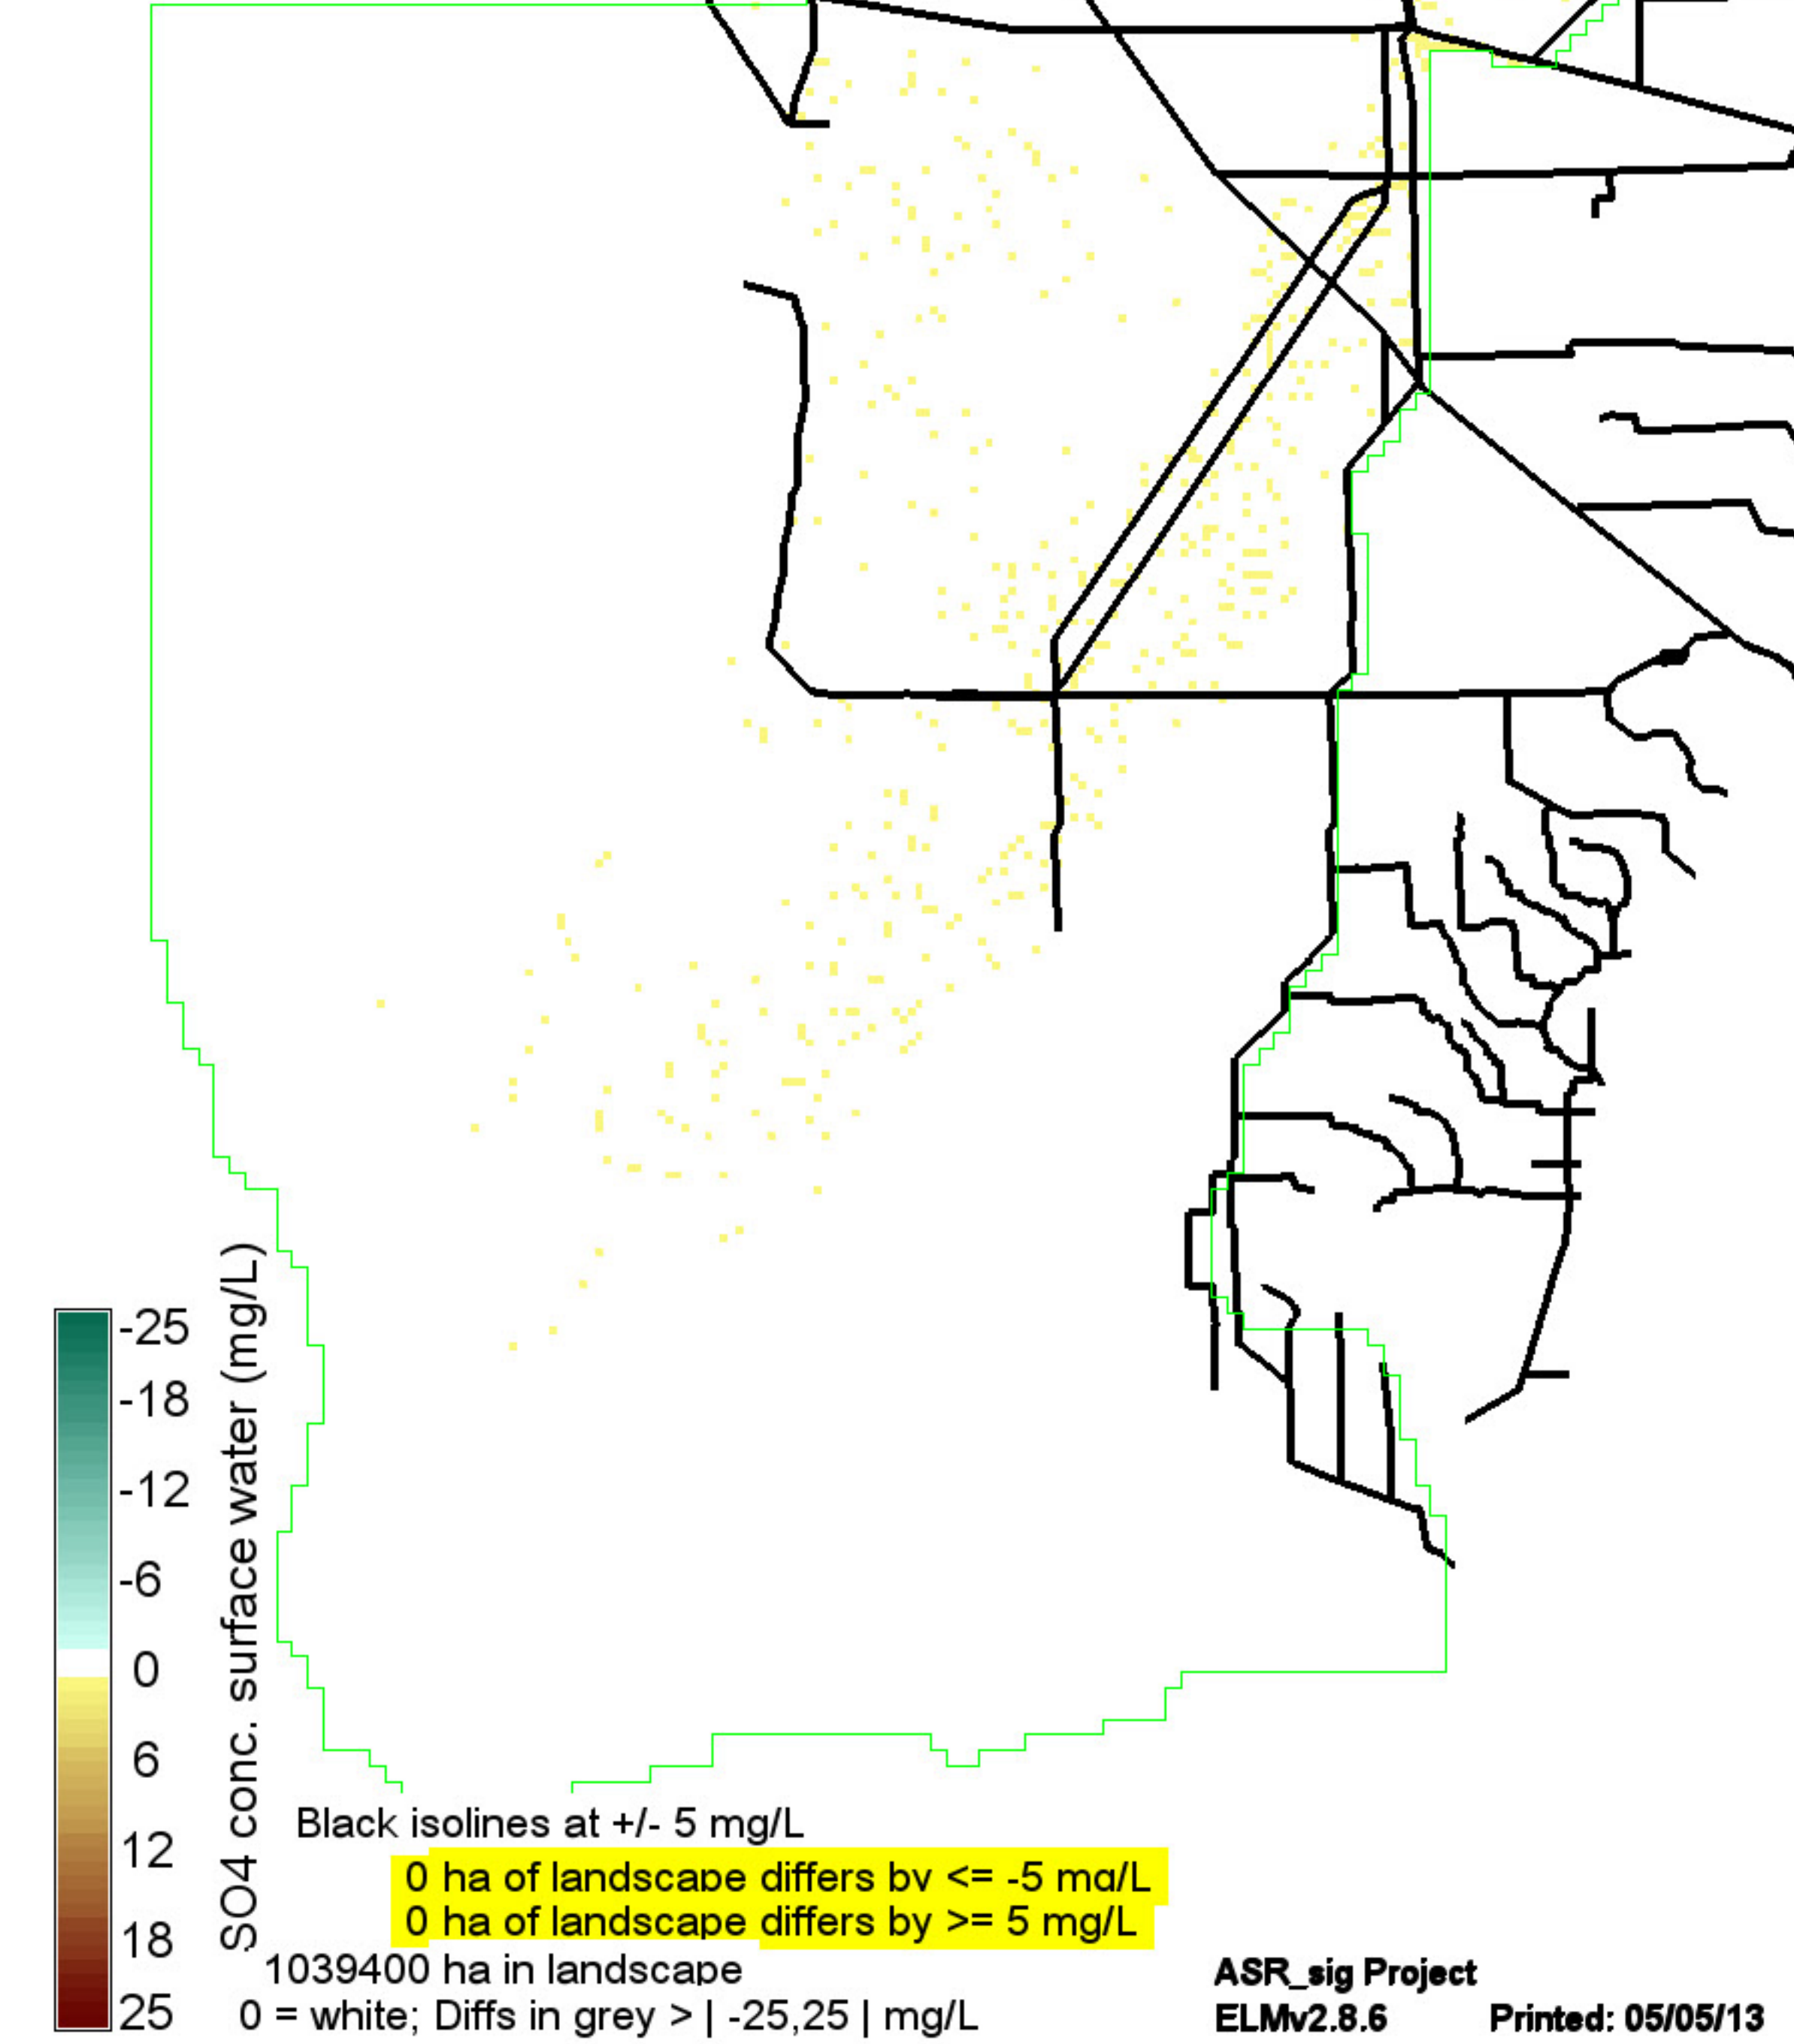 -25
-18
-12
-6
0
6
12
18
25
SO4 conc. surface water (mg/L)
Black isolines at +/- 5 mg/L
0 ha of landscape differs by <= -5 mg/L
0 ha of landscape differs by >= 5 mg/L
1039400 ha in landscape
0 = white; Diffs in grey > | -25,25 | mg/L
ASR_sig Project
ELMv2.8.6 Printed: 05/05/13